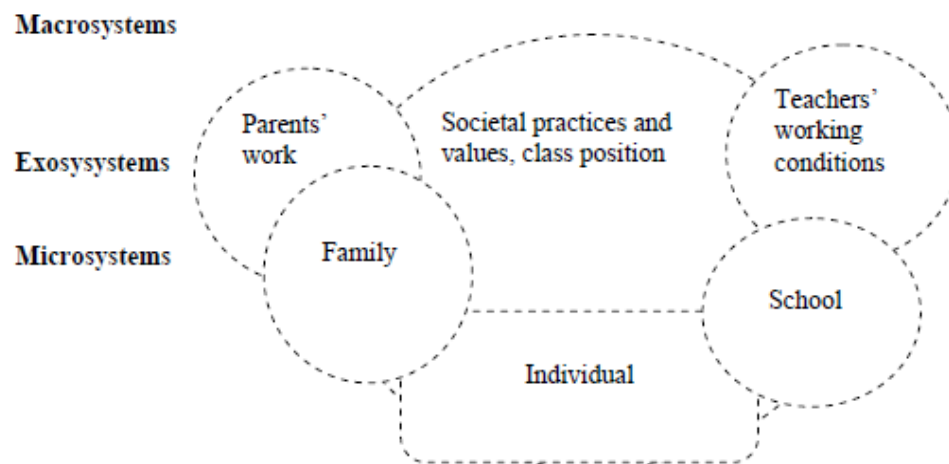 Macrosystems
Parents’
work
Societal practices and
values, class position
Teachers’
working
conditions
Exosysystems
Microsystems
Family
School
Individual